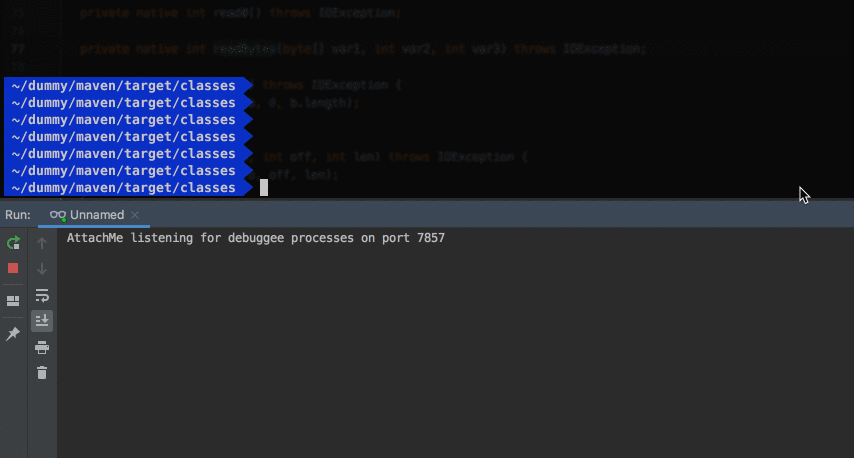 75 private native int read0() throws IOException;
76
77 private native int readBytes(byte[] var1, int var2, int var3) throws IOException;
78
~/dummy/maven/target/classes ) throws IOException {
~/dummy/maven/target/classes , 0, b.length);
~/dummy/maven/target/classes
~/dummy/maven/target/classes
~/dummy/maven/target/classes int off, int len) throws IOException {
~/dummy/maven/target/classes , off, len);
~/dummy/maven/target/classes
Run: Unnamed
AttachMe listening for debuggee processes on port 7857